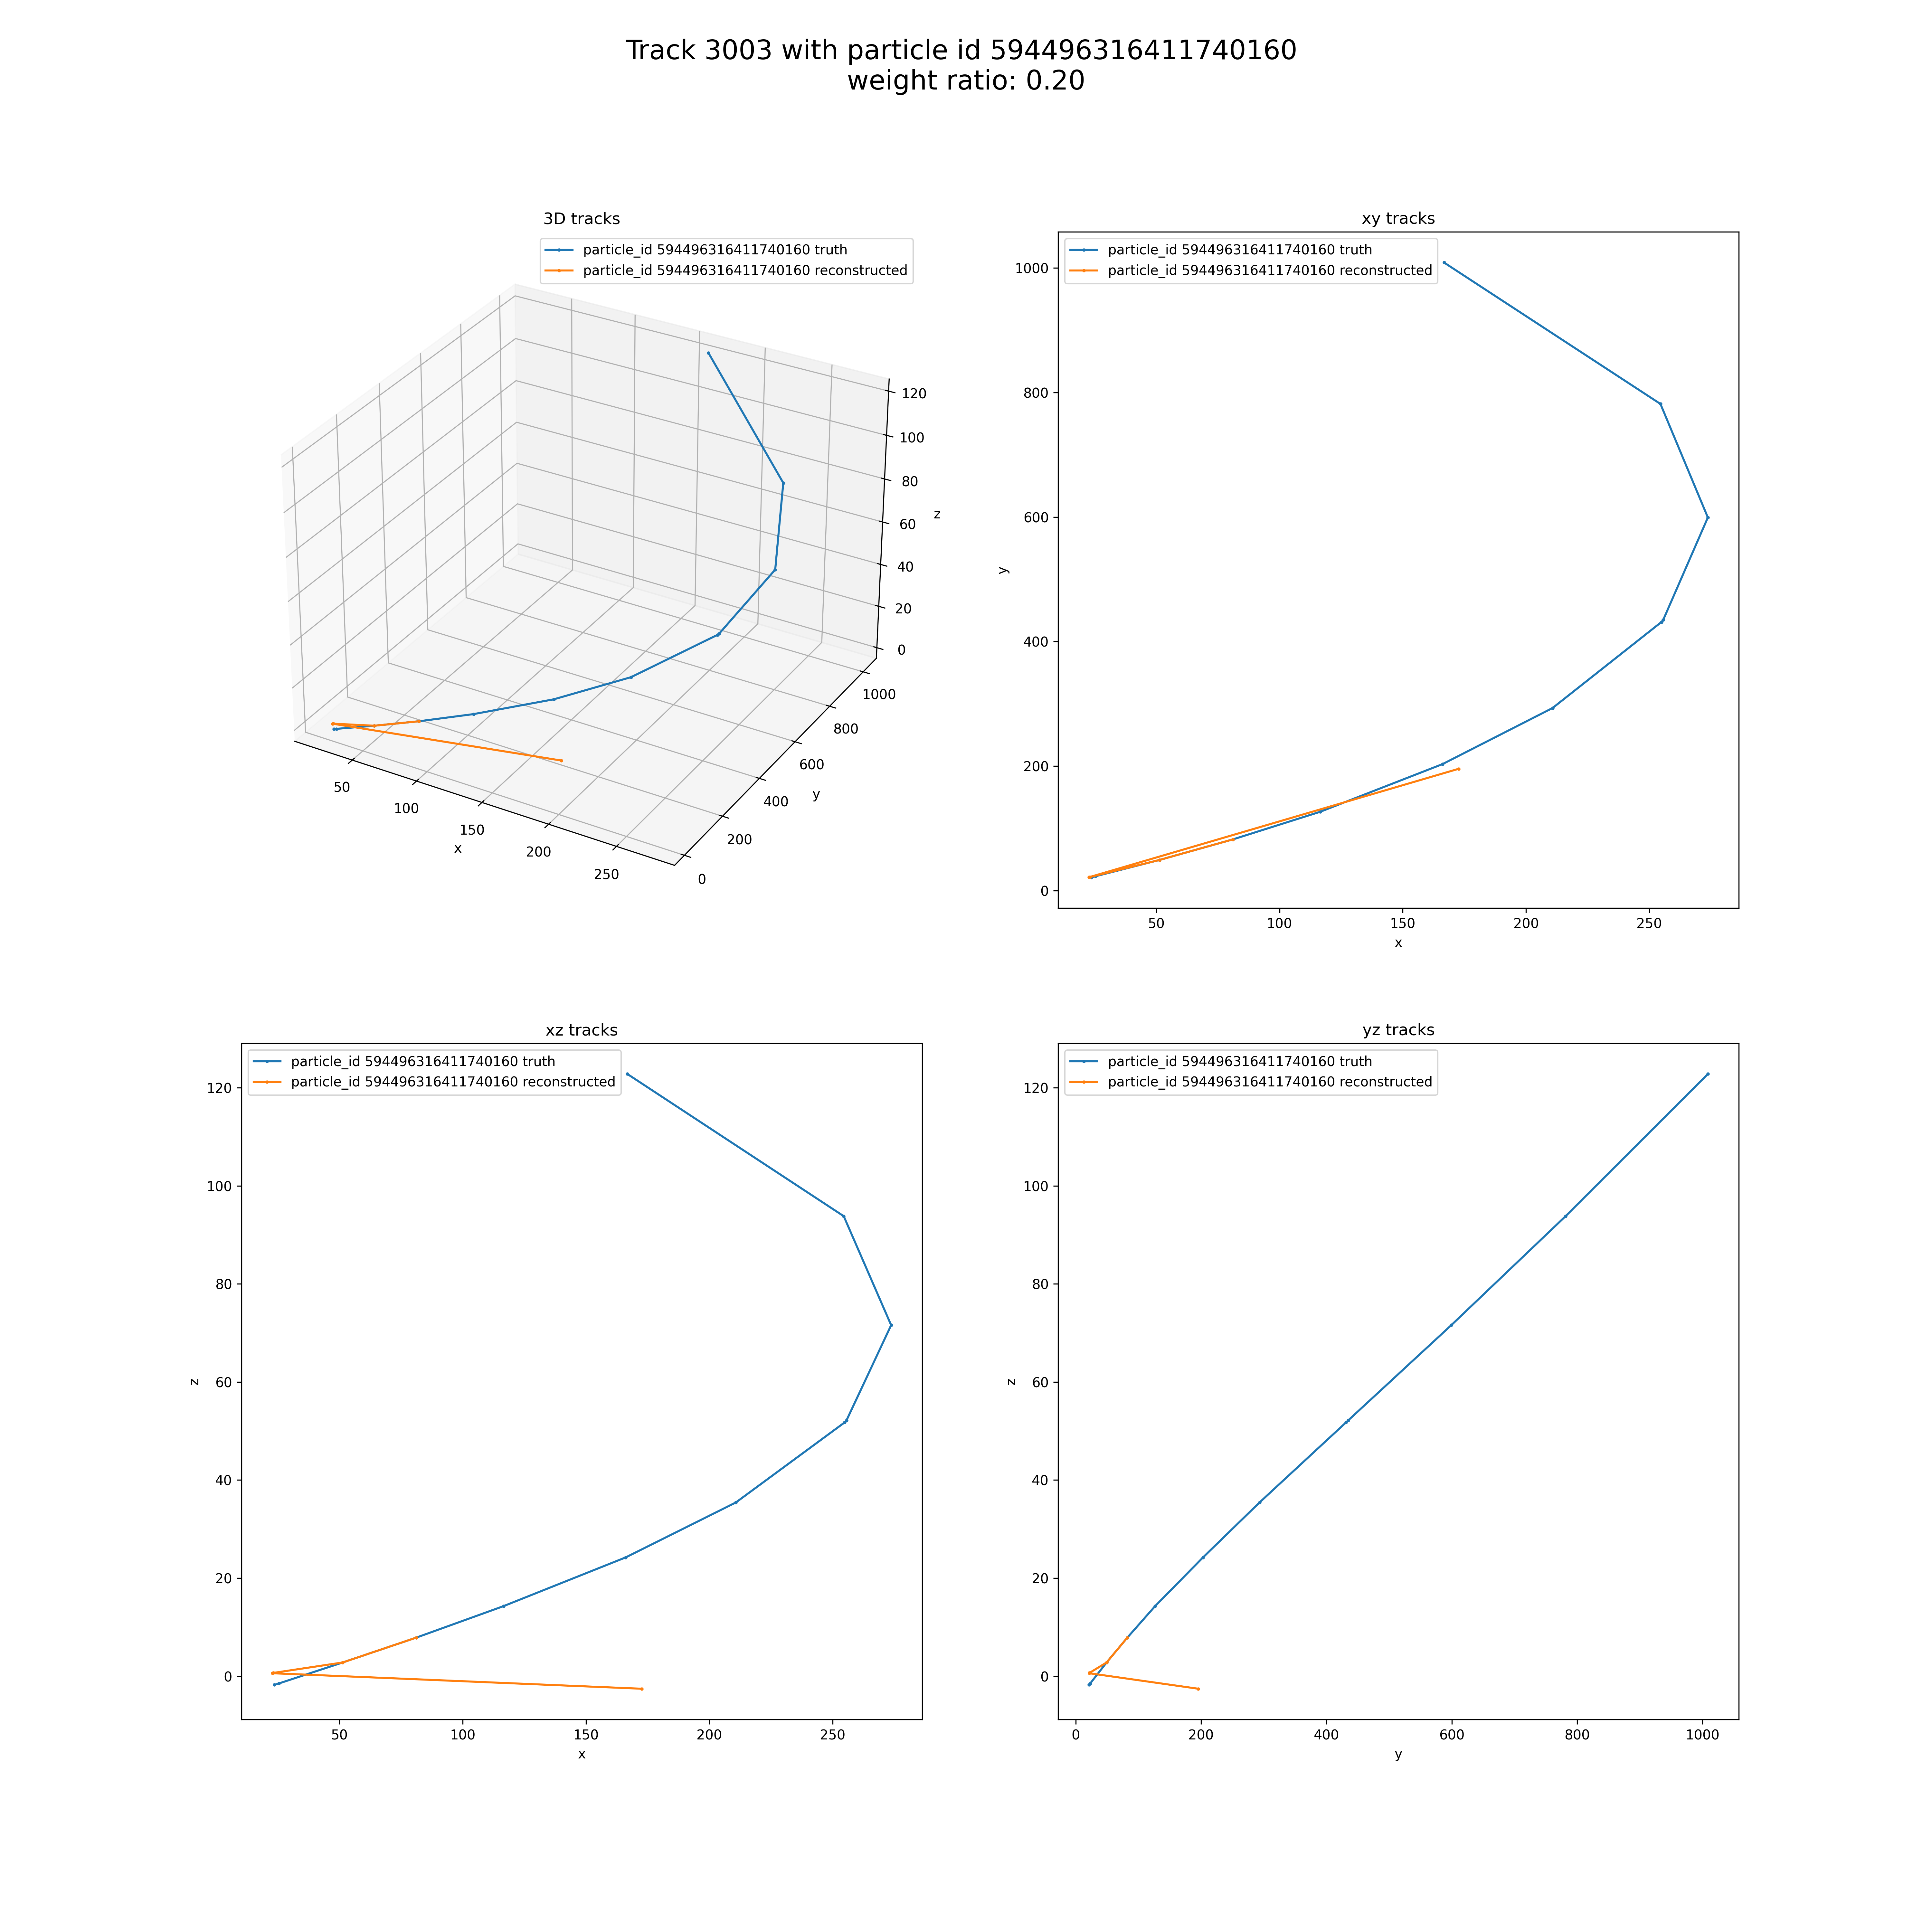 Track 3003 with particle id 594496316411740160
weight ratio: 0.20
3D tracks
particle_id 594496316411740160 truth
particle_id 594496316411740160 reconstructed
120
100
80
60
40
20
0
z
1000
800
600
400
200
0
y
50
100
150
200
250
x
xy tracks
particle_id 594496316411740160 truth
particle_id 594496316411740160 reconstructed
1000
800
600
400
200
0
y
50 100 150 200 250
x
xz tracks
particle_id 594496316411740160 truth
particle_id 594496316411740160 reconstructed
120
100
80
60
40
20
0
z
50 100 150 200 250
x
yz tracks
particle_id 594496316411740160 truth
particle_id 594496316411740160 reconstructed
120
100
80
60
40
20
0
z
0 200 400 600 800 1000
y